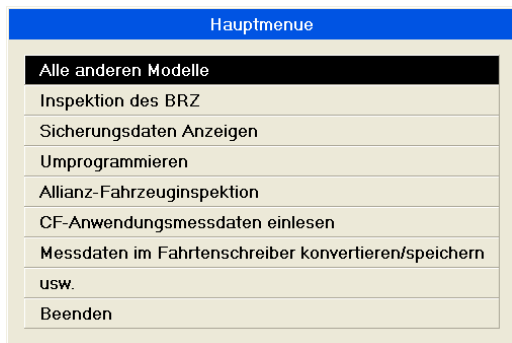 Hauptmenue
Alle anderen Modelle
Inspektion des BRZ
Sicherungsdaten Anzeigen
Umprogrammieren
Allianz-Fahrzeuginspektion
CF-Anwendungsmessdaten einlesen
Messdaten im Fahrtenschreiber konvertieren/speichern
usw.
Beenden